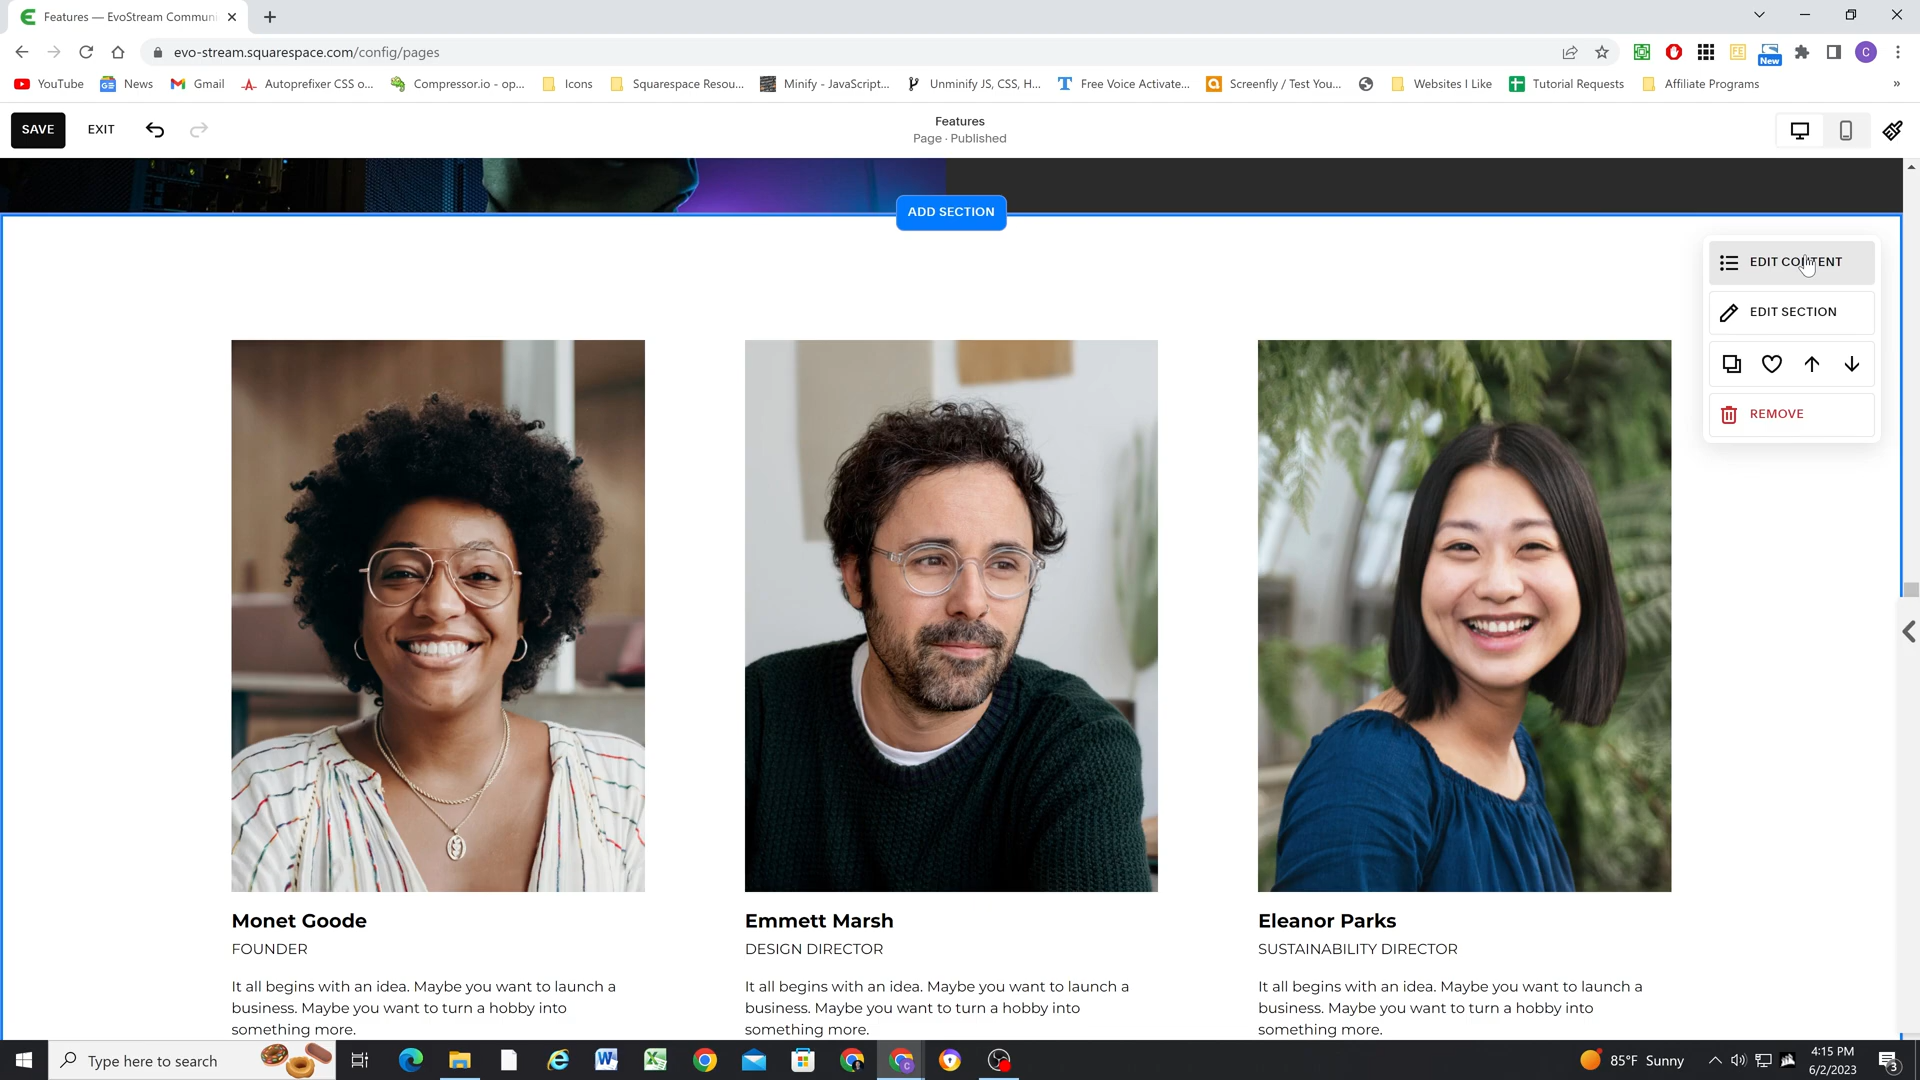 Features — EvoStream Commun
evo-stream.squarespace.com/config/pages
New
YouTube
News
Gmail
Autoprefixer CSS o...
Compressor.io - op...
Icons
Squarespace Resou...
Minify - JavaScript...
Unminify JS, CSS, H...
Free Voice Activate...
Screenfly / Test You...
Websites I Like
Tutorial Requests
Affiliate Programs
»
SAVE
EXIT
Features
Page · Published
ADD SECTION
EDIT CONTENT
EDIT SECTION
REMOVE
Monet Goode
FOUNDER
It all begins with an idea. Maybe you want to launch a
business. Maybe you want to turn a hobby into
something more.
Emmett Marsh
DESIGN DIRECTOR
It all begins with an idea. Maybe you want to launch a
business. Maybe you want to turn a hobby into
something more.
Eleanor Parks
SUSTAINABILITY DIRECTOR
It all begins with an idea. Maybe you want to launch a
business. Maybe you want to turn a hobby into
something more.
Type here to search
85°F Sunny
4:15 PM
6/2/2023
3